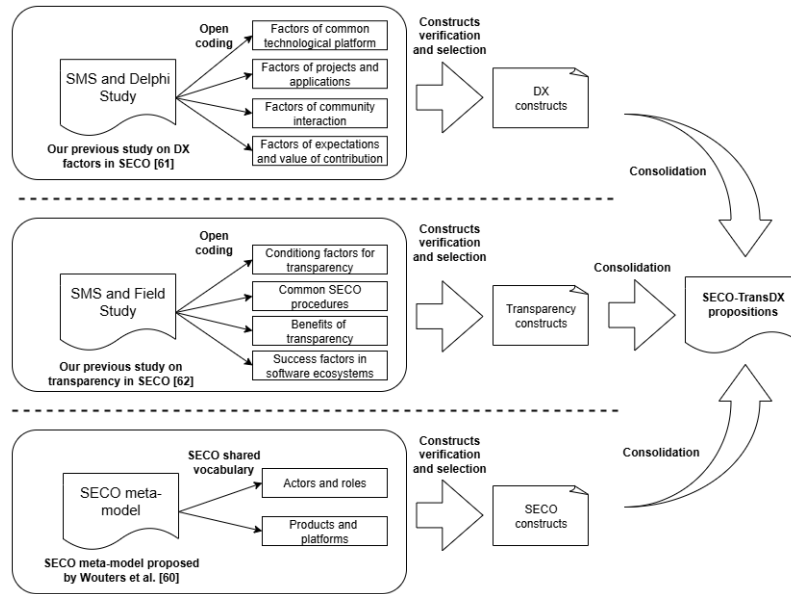 Open
coding
Factors of common
technological platform
Factors of projects and
applications
Factors of community
interaction
Factors of expectations
and value of contribution
SMS and Delphi
Study
Our previous study on DX
factors in SECO [61]
Constructs
verification
and selection
DX
constructs
Consolidation
Open
coding
Conditiong factors for
transparency
Common SECO
procedures
Benefits of
transparency
Success factors in
software ecosystems
SMS and Field
Study
Our previous study on
transparency in SECO [62]
Constructs
verification
and selection
Transparency
constructs
Consolidation
SECO-TransDX
propositions
SECO shared
vocabulary
Actors and roles
Products and
platforms
SECO meta-
model
SECO meta-model proposed
by Wouters et al. [60]
Constructs
verification
and selection
SECO
constructs
Consolidation